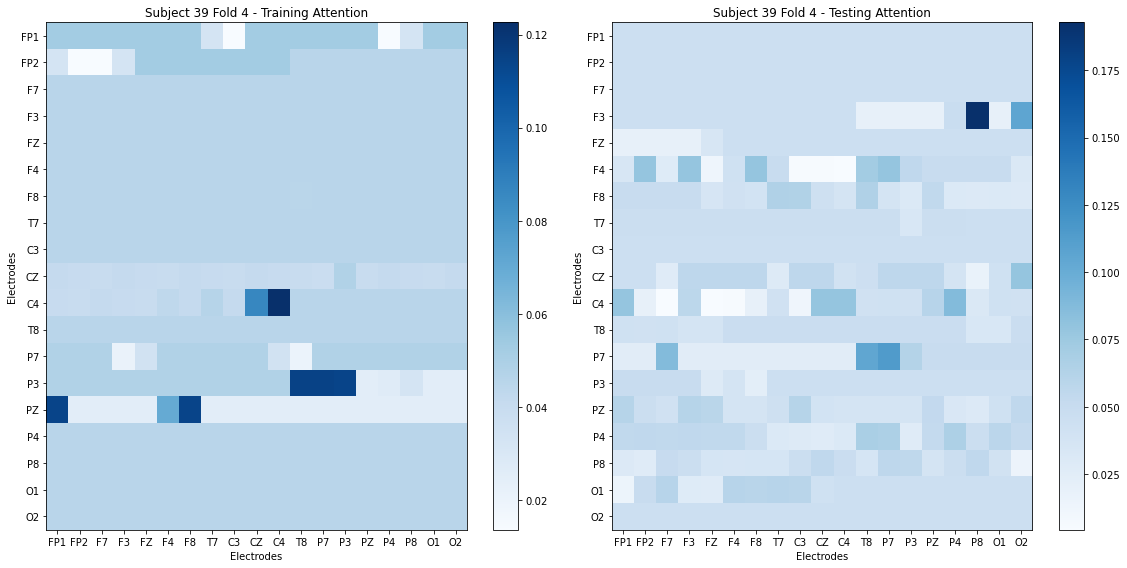 Subject 39 Fold 4 - Training Attention
FP1
FP2
F7
F3
FZ
F4
F8
T7
C3
CZ
C4
T8
P7
P3
PZ
P4
P8
O1
O2
Electrodes
FP1 FP2 F7 F3 FZ F4 F8 T7 C3 CZ C4 T8 P7 P3 PZ P4 P8 O1 O2
Electrodes
0.12
0.10
0.08
0.06
0.04
0.02
Subject 39 Fold 4 - Testing Attention
FP1
FP2
F7
F3
FZ
F4
F8
T7
C3
CZ
C4
T8
P7
P3
PZ
P4
P8
O1
O2
Electrodes
FP1 FP2 F7 F3 FZ F4 F8 T7 C3 CZ C4 T8 P7 P3 PZ P4 P8 O1 O2
Electrodes
0.175
0.150
0.125
0.100
0.075
0.050
0.025